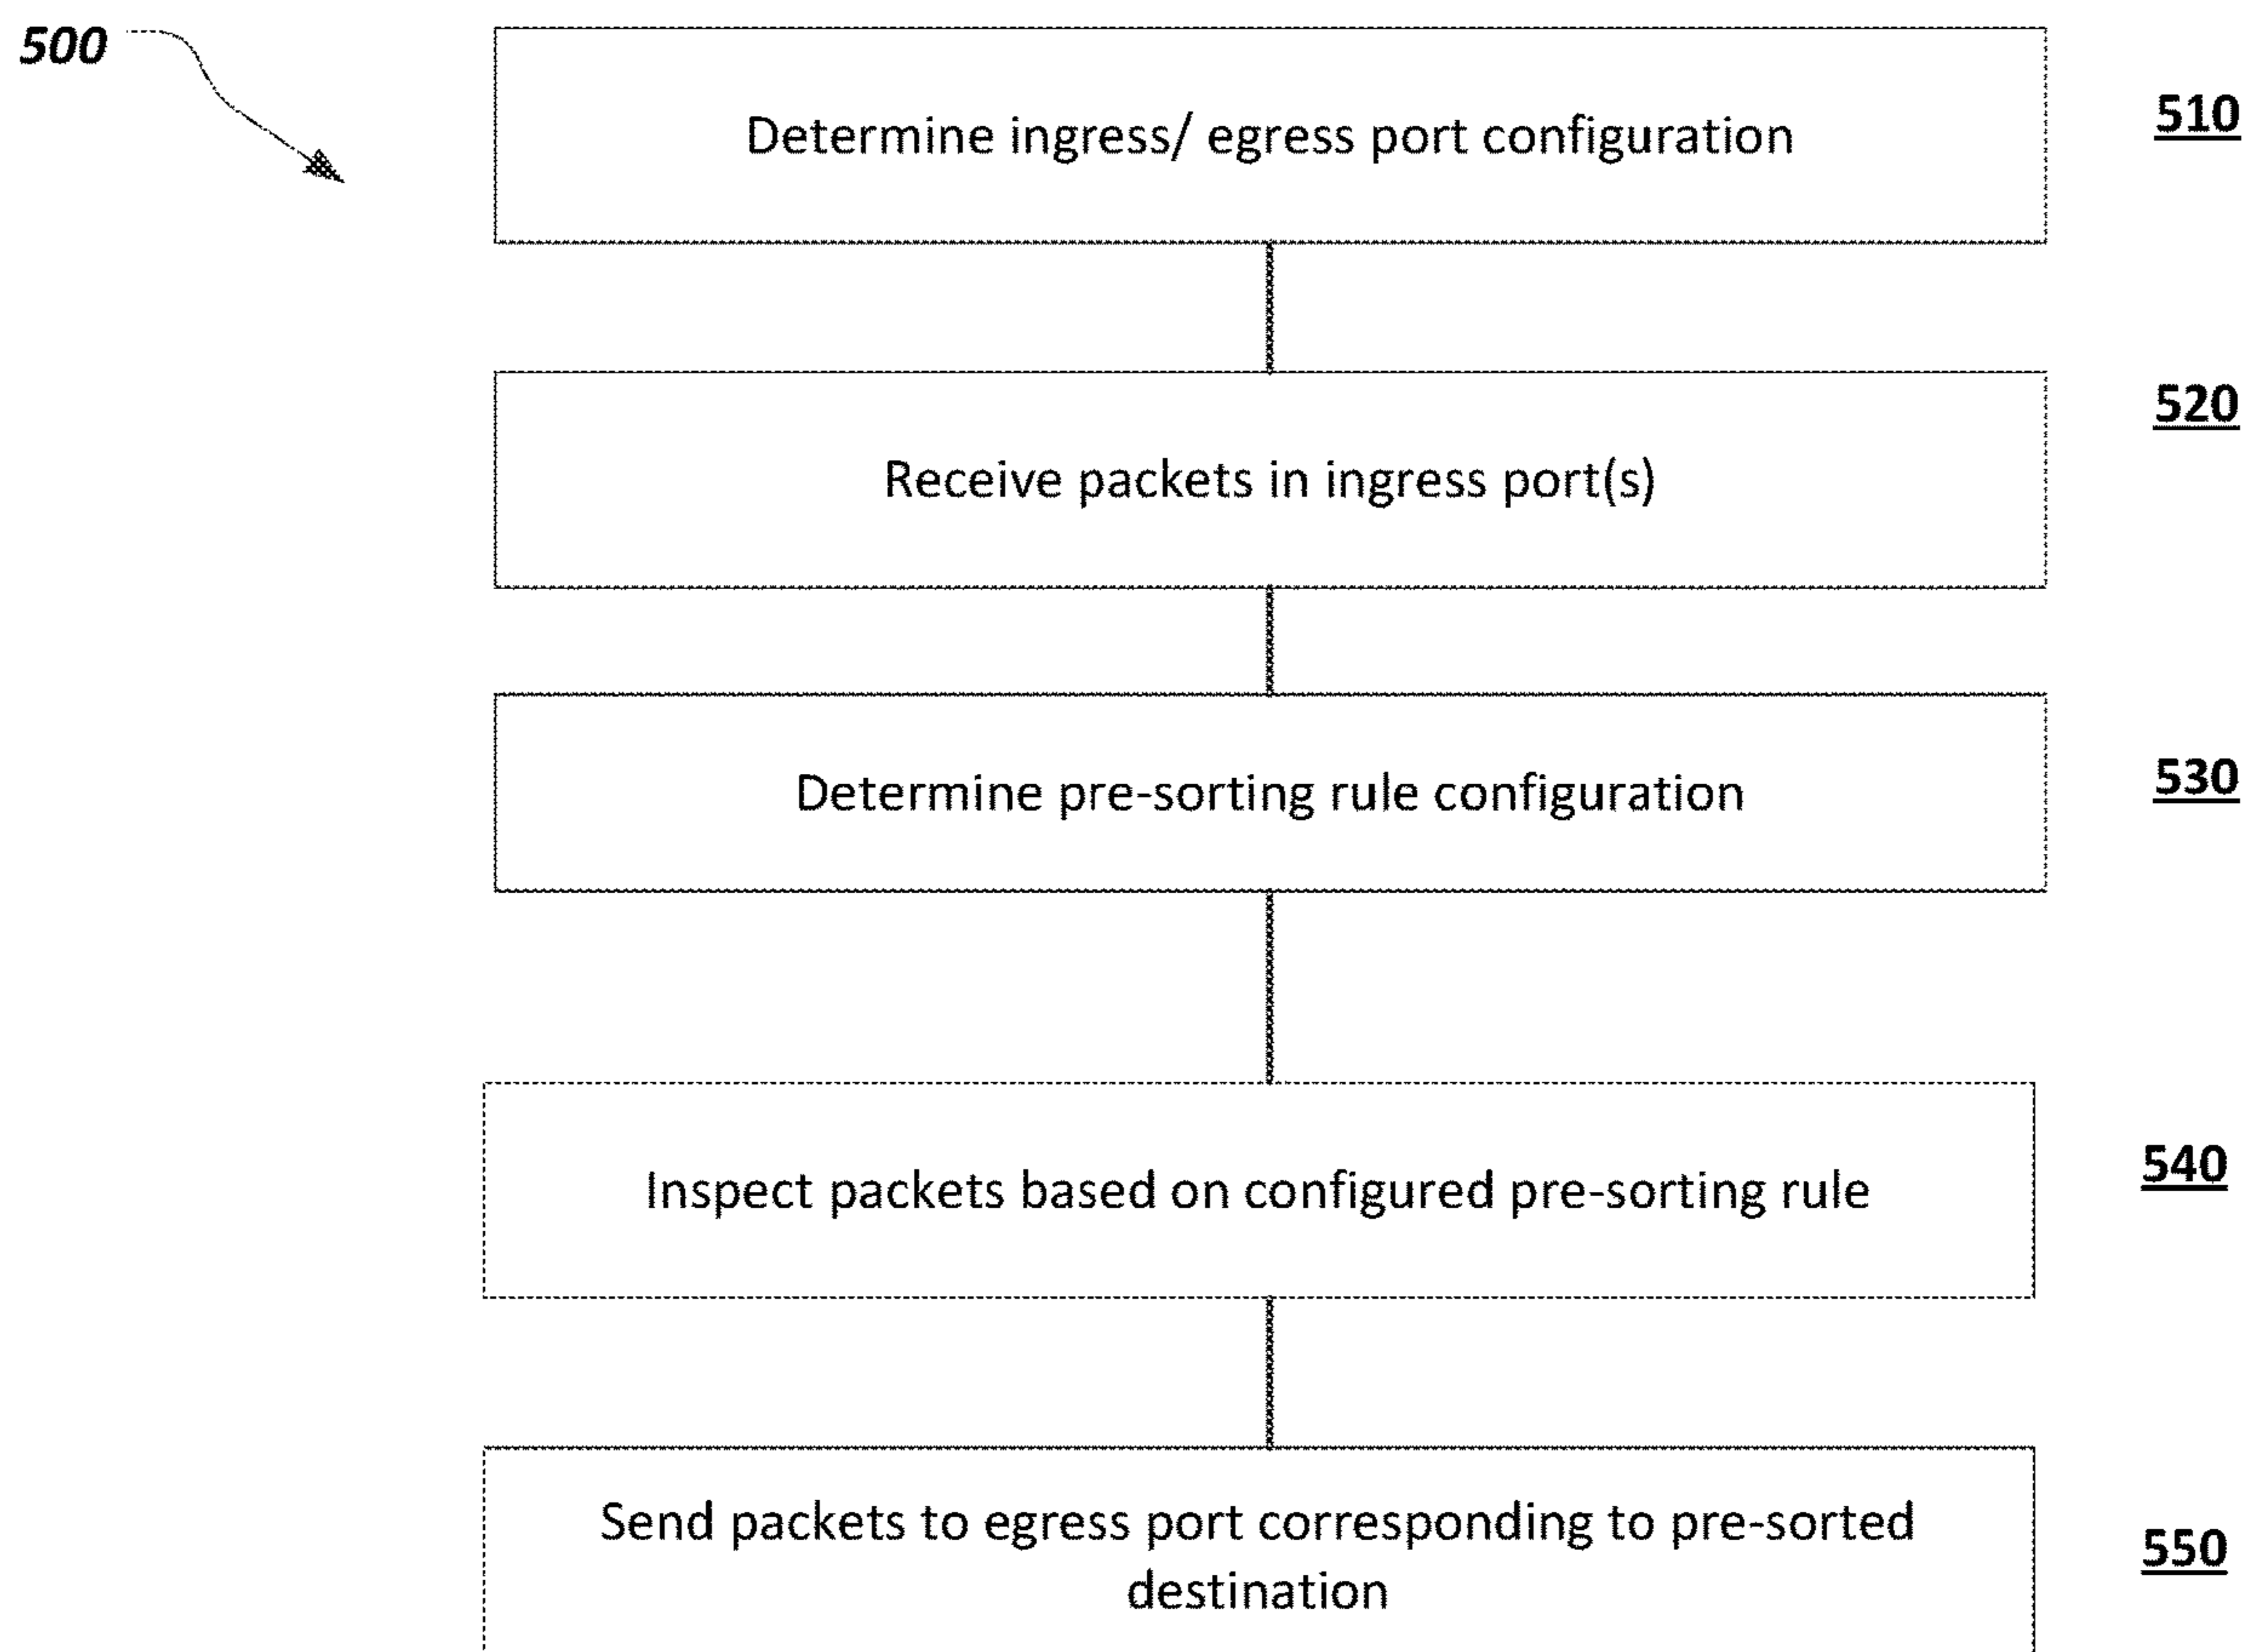 500
Determine ingress/ egress port configuration
510
Receive packets in ingress port(s)
520
Determine pre-sorting rule configuration
530
Inspect packets based on configured pre-sorting rule
540
Send packets to egress port corresponding to pre-sorted
destination
550